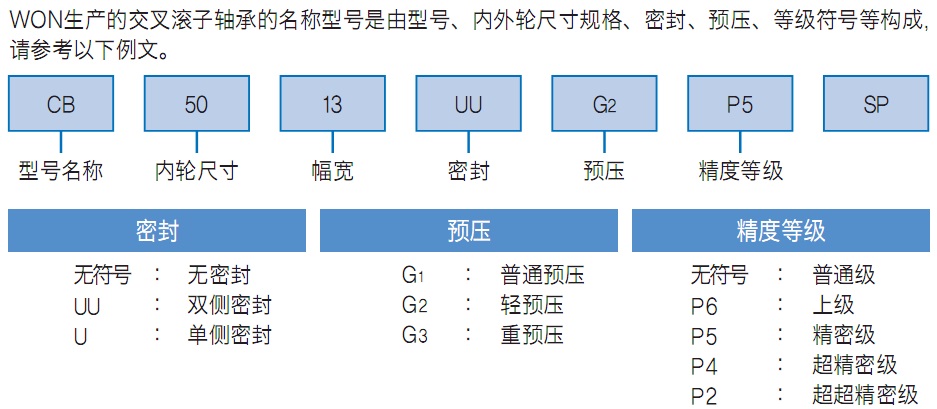 WON生产的交叉滚子轴承的名称型号是由型号、内外轮尺寸规格、密封、预压、等级符号等构成,
请参考以下例文。
CB 50 13 UU G2 P5 SP
型号名称 内轮尺寸 幅宽 密封 预压 精度等级
密封 预压 精度等级
无符号 : 无密封 G1 : 普通预压 无符号 : 普通级
UU : 双侧密封 G2 : 轻预压 P6 : 上级
U : 单侧密封 G3 : 重预压 P5 : 精密级
P4 : 超精密级
P2 : 超超精密级